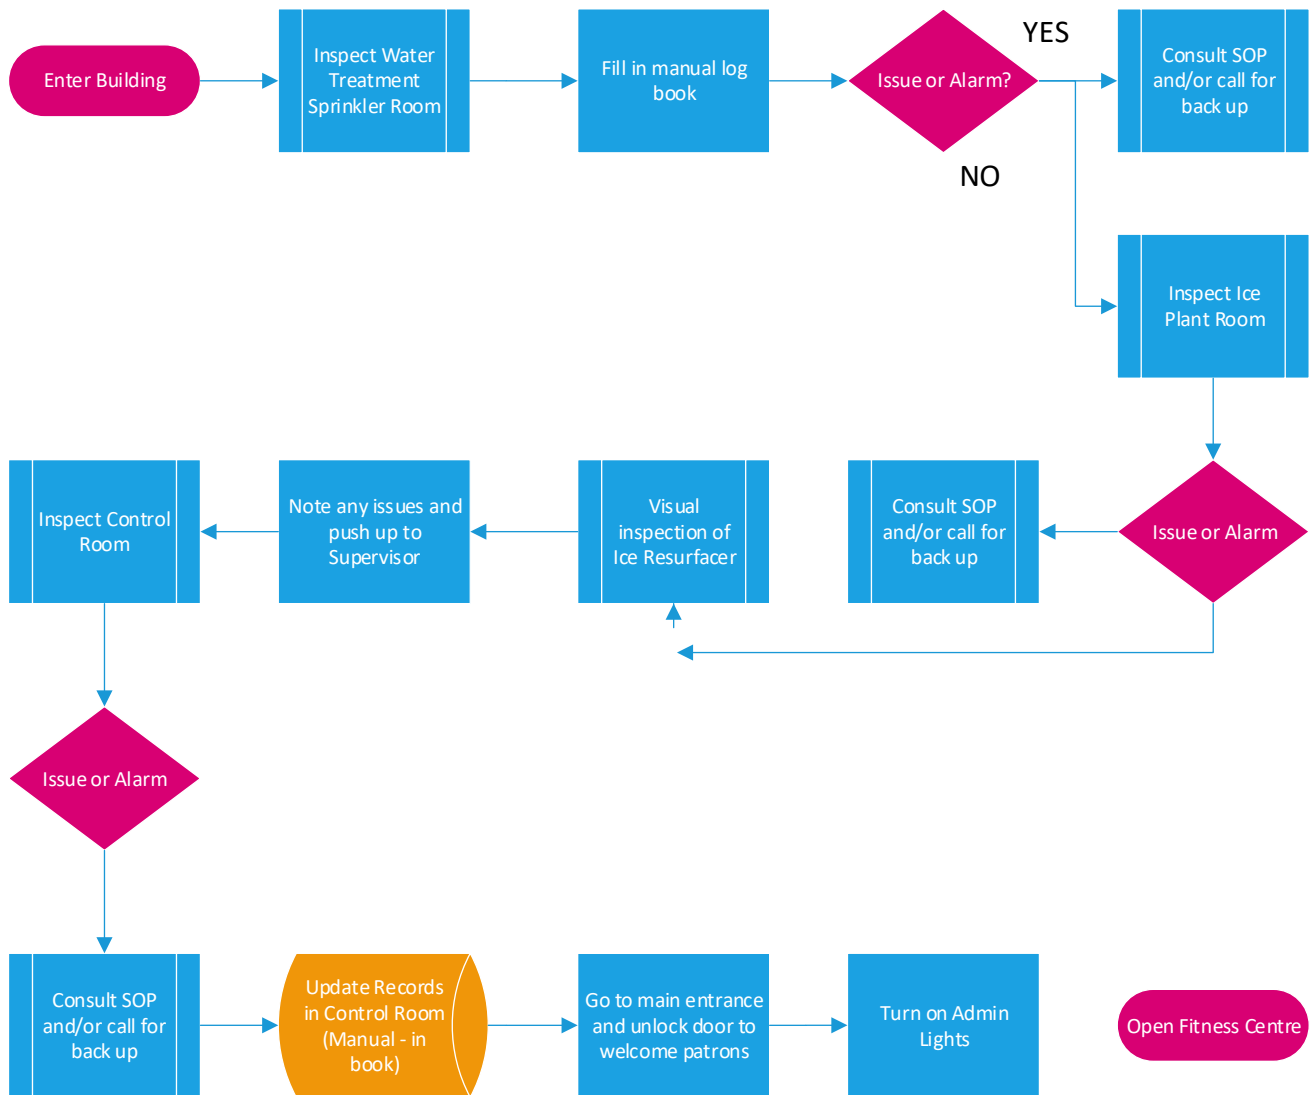 Enter Building
Inspect Water
Treatment
Sprinkler Room
Fill in manual log
book
Issue or Alarm?
YES
NO
Consult SOP
and/or call for
back up
Inspect Ice
Plant Room
Inspect Control
Room
Note any issues and
push up to
Supervisor
Visual
inspection of
Ice Resurfacer
Consult SOP
and/or call for
back up
Issue or Alarm
Issue or Alarm
Consult SOP
and/or call for
back up
Update Records
in Control Room
(Manual - in
book)
Go to main entrance
and unlock door to
welcome patrons
Turn on Admin
Lights
Open Fitness Centre